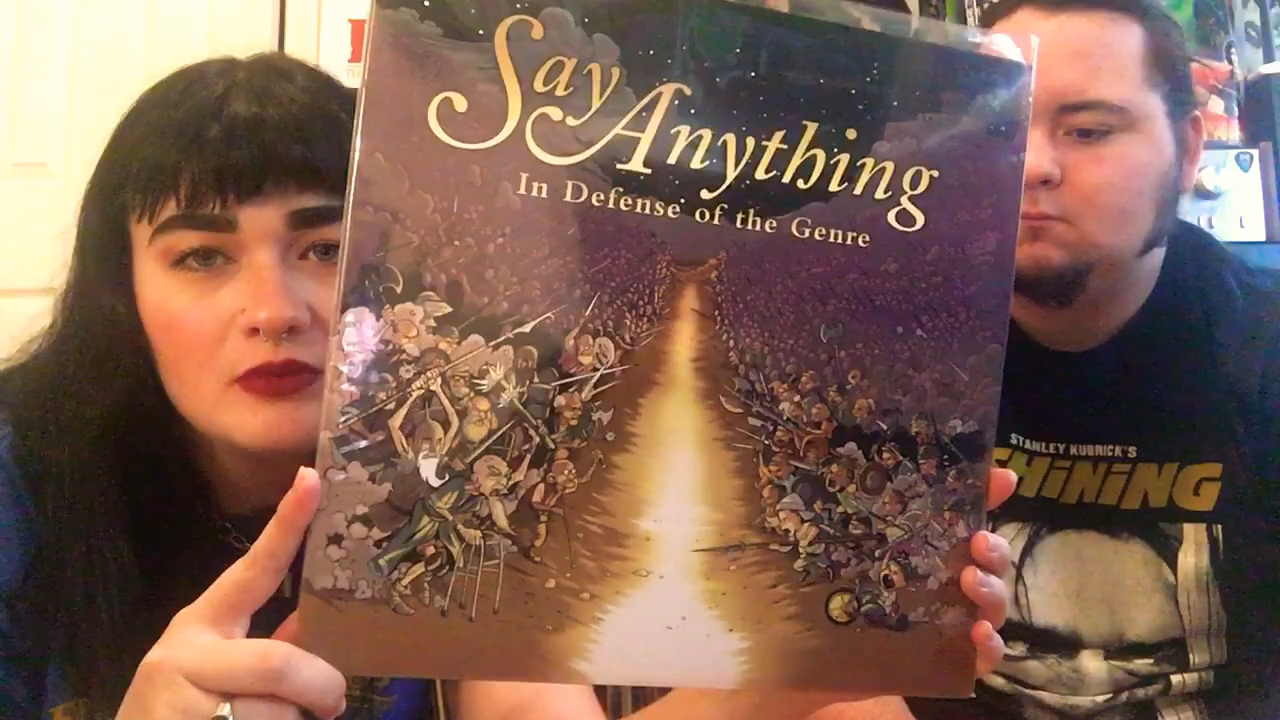 Say
Anything
In Defense of the Genre
STANLEY KUBRICK'S
SHiNiNG